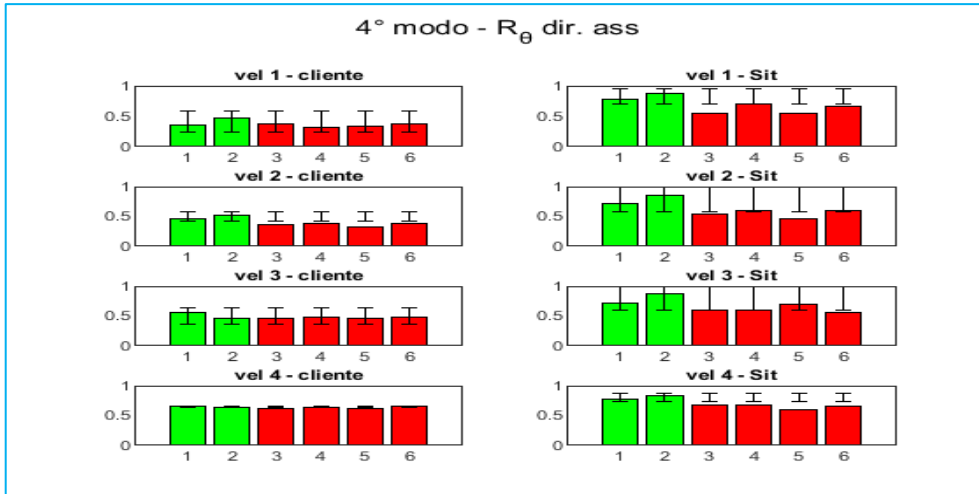 4° modo - Rθ dir. ass
vel 1 - cliente
1
0.5
0
1 2 3 4 5 6
vel 1 - Sit
1
0.5
0
1 2 3 4 5 6
vel 2 - cliente
1
0.5
0
1 2 3 4 5 6
vel 2 - Sit
1
0.5
0
1 2 3 4 5 6
vel 3 - cliente
1
0.5
0
1 2 3 4 5 6
vel 3 - Sit
1
0.5
0
1 2 3 4 5 6
vel 4 - cliente
1
0.5
0
1 2 3 4 5 6
vel 4 - Sit
1
0.5
0
1 2 3 4 5 6